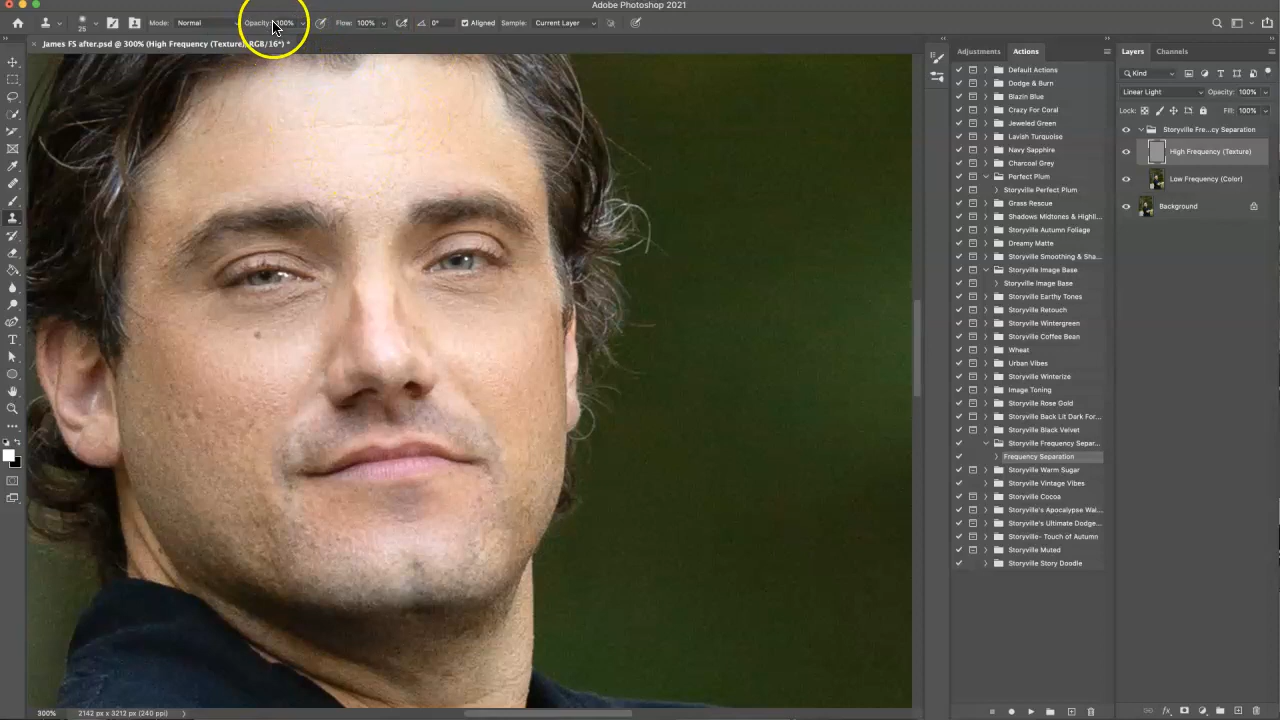 Adobe Photoshop 2021
25 Mode: Normal Opacity: 100% Flow: 100% 0° Aligned Sample: Current Layer
× James FS after.psd @ 300% (High Frequency (Texture), RGB/16*) *
Adjustments Actions
Default Actions
Dodge & Burn
Blazin Blue
Crazy For Coral
Jeweled Green
Lavish Turquoise
Navy Sapphire
Charcoal Grey
Perfect Plum
Storyville Perfect Plum
Grass Rescue
Shadows Midtones & Highli...
Storyville Autumn Foliage
Dreamy Matte
Storyville Smoothing & Sha...
Storyville Image Base
Storyville Image Base
Storyville Earthy Tones
Storyville Retouch
Storyville Wintergreen
Storyville Coffee Bean
Wheat
Urban Vibes
Storyville Winterize
Image Toning
Storyville Rose Gold
Storyville Back Lit Dark For...
Storyville Black Velvet
Storyville Frequency Separ...
Frequency Separation
Storyville Warm Sugar
Storyville Vintage Vibes
Storyville Cocoa
Storyville's Apocalypse Wal...
Storyville's Ultimate Dodge...
Storyville- Touch of Autumn
Storyville Muted
Storyville Story Doodle
Layers Channels
Kind
Linear Light Opacity: 100%
Lock: Fill: 100%
Storyville Fre...cy Separation
High Frequency (Texture)
Low Frequency (Color)
Background
300% 2142 px x 3212 px (240 ppi)